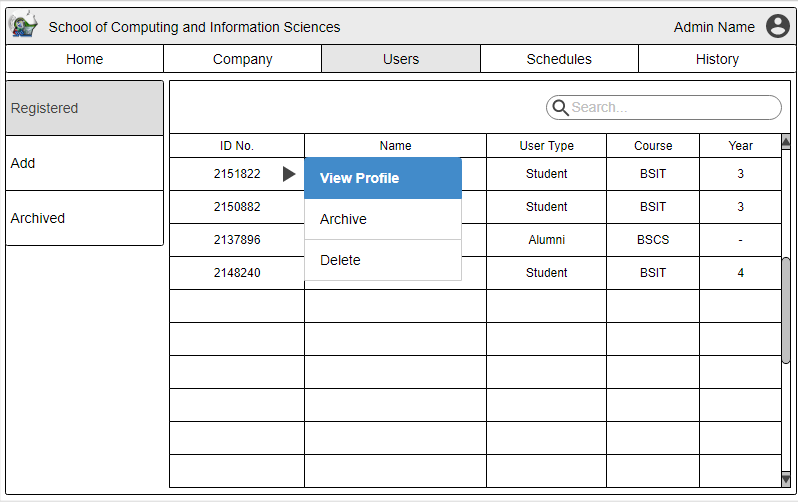 School of Computing and Information Sciences
Admin Name
Home
Company
Users
Schedules
History
Registered
Add
Archived
Search...
ID No.
Name
User Type
Course
Year
2151822
View Profile
Student
BSIT
3
2150882
Archive
Student
BSIT
3
2137896
Alumni
BSCS
-
2148240
Delete
Student
BSIT
4